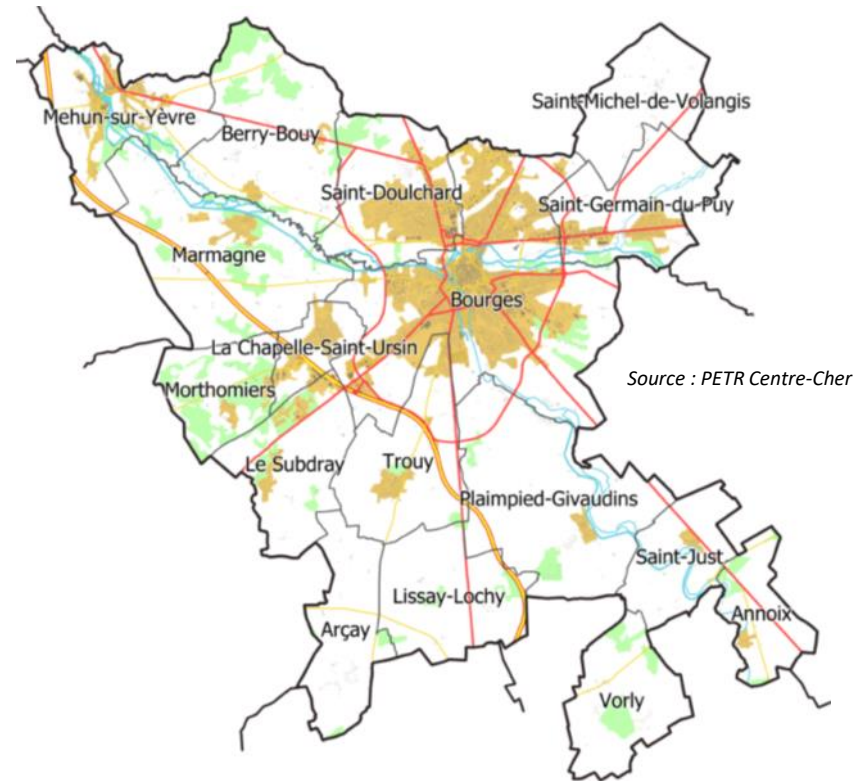 Saint-Michel-de-Volangis
Mehun-sur-Yèvre
Berry-Bouy
Saint-Doulchard
Saint-Germain-du-Puy
Marmagne
Bourges
La Chapelle-Saint-Ursin
Source : PETR Centre-Cher
Morthomiers
Le Subdray
Trouy
Plaimpied-Givaudins
Saint-Just
Lissay-Lochy
Annoix
Arçay
Vorly